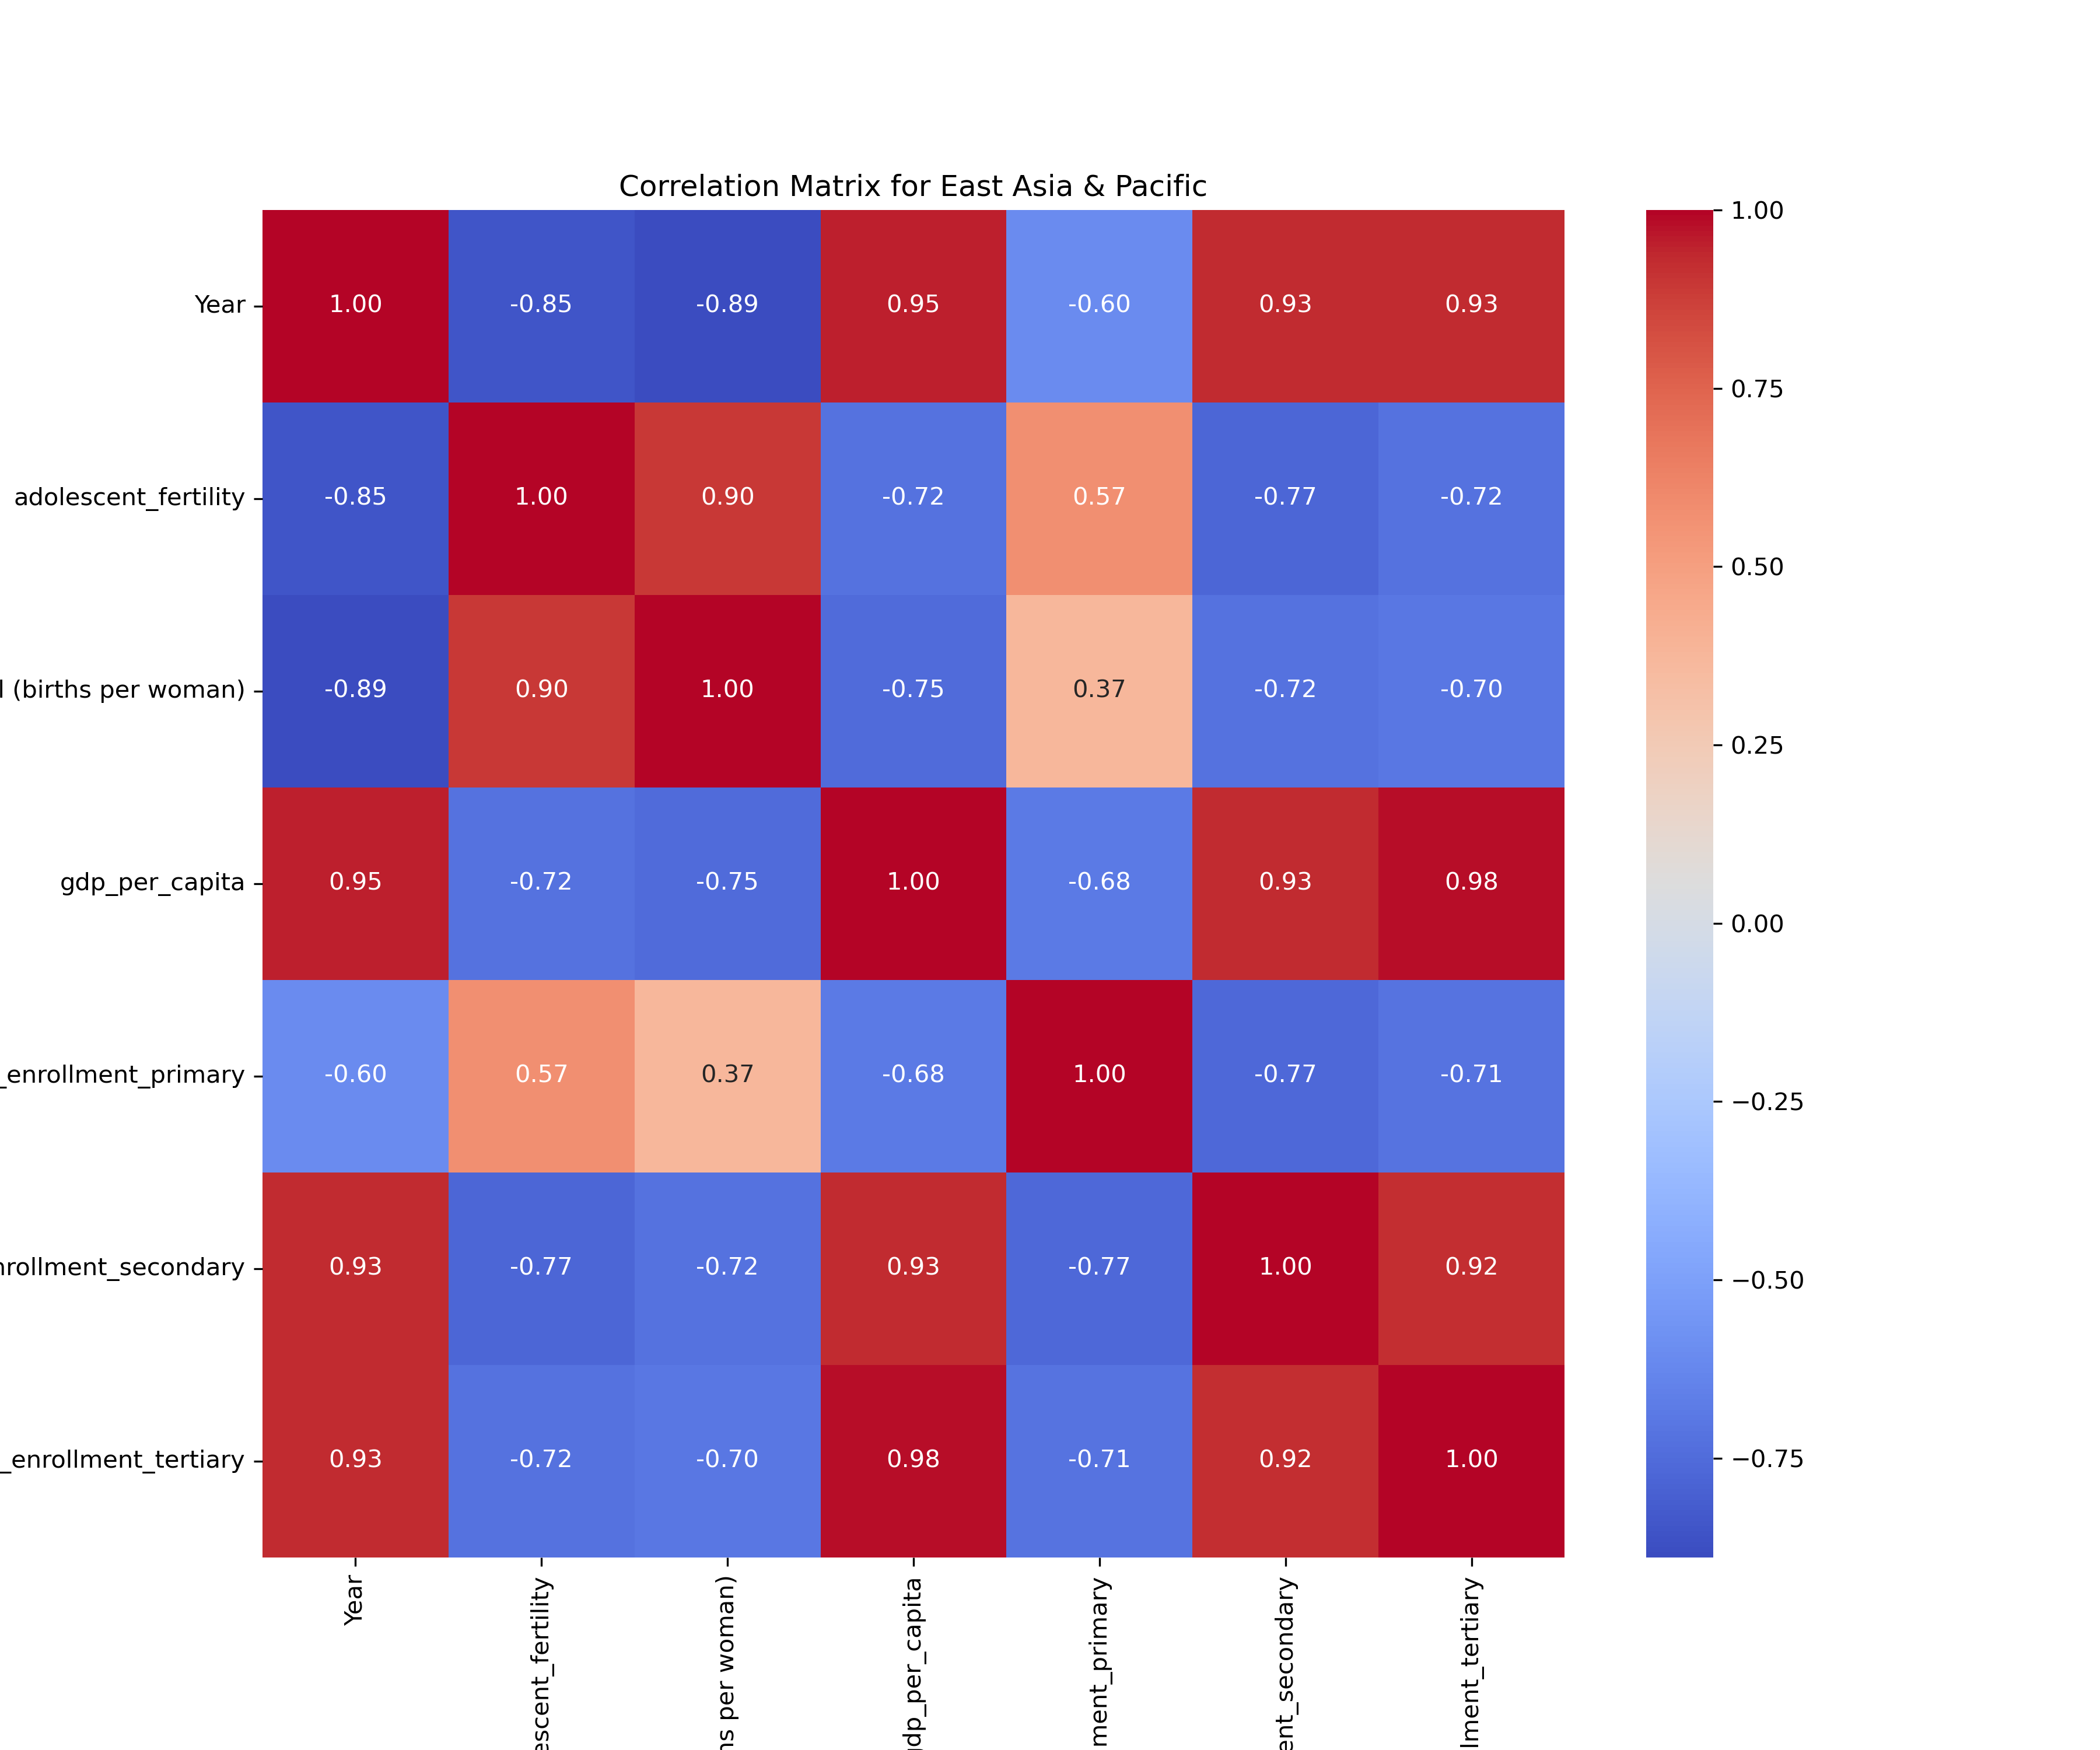 Correlation Matrix for East Asia & Pacific
Year 1.00 -0.85 -0.89 0.95 -0.60 0.93 0.93
adolescent_fertility -0.85 1.00 0.90 -0.72 0.57 -0.77 -0.72
l (births per woman) -0.89 0.90 1.00 -0.75 0.37 -0.72 -0.70
gdp_per_capita 0.95 -0.72 -0.75 1.00 -0.68 0.93 0.98
_enrollment_primary -0.60 0.57 0.37 -0.68 1.00 -0.77 -0.71
nrollment_secondary 0.93 -0.77 -0.72 0.93 -0.77 1.00 0.92
_enrollment_tertiary 0.93 -0.72 -0.70 0.98 -0.71 0.92 1.00
Year
escent_fertility
ns per woman)
gdp_per_capita
ment_primary
ent_secondary
lment_tertiary
1.00
0.75
0.50
0.25
0.00
−0.25
−0.50
−0.75